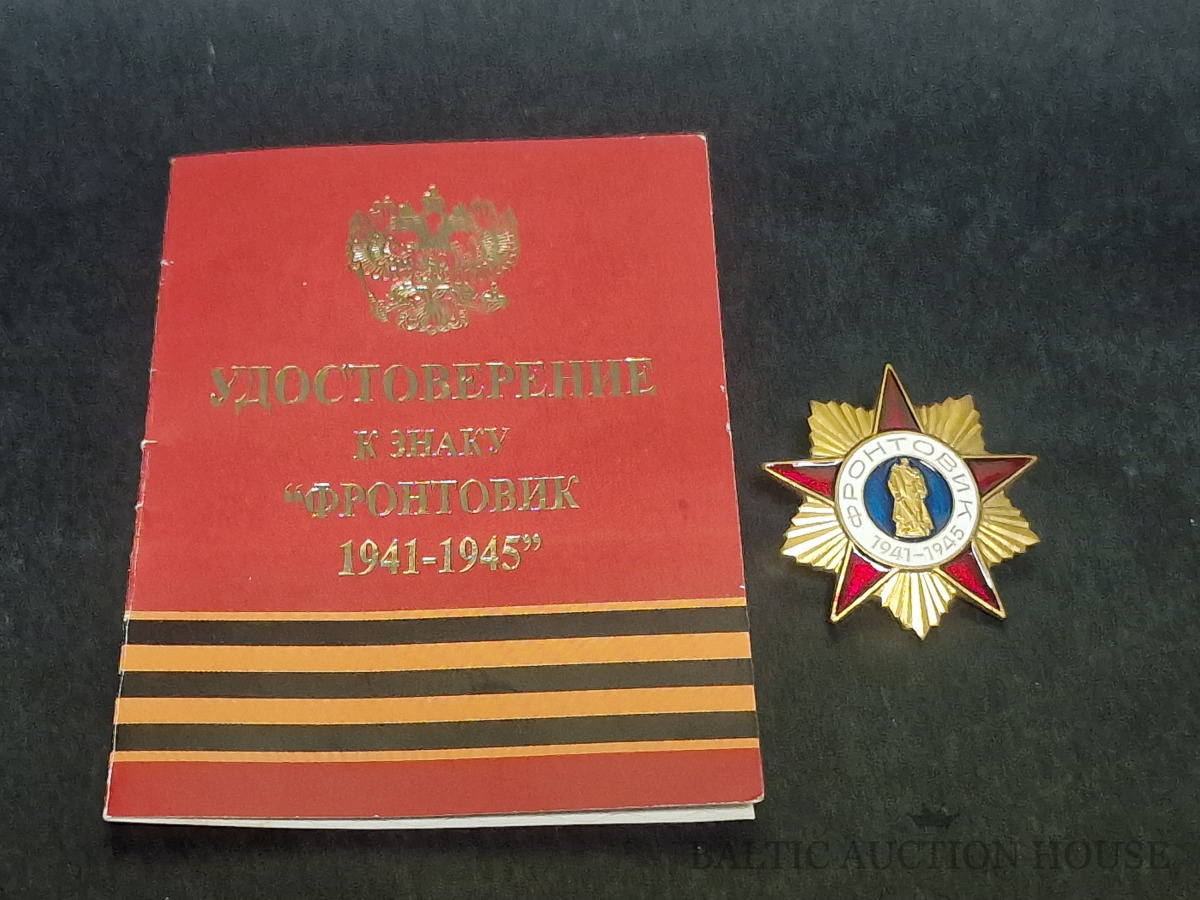 УДОСТОВЕРЕНИЕ
К ЗНАКУ
“ФРОНТОВИК
1941-1945”
ФРОНТОВИК
1941-1945
BALTIC AUCTION HOUSE